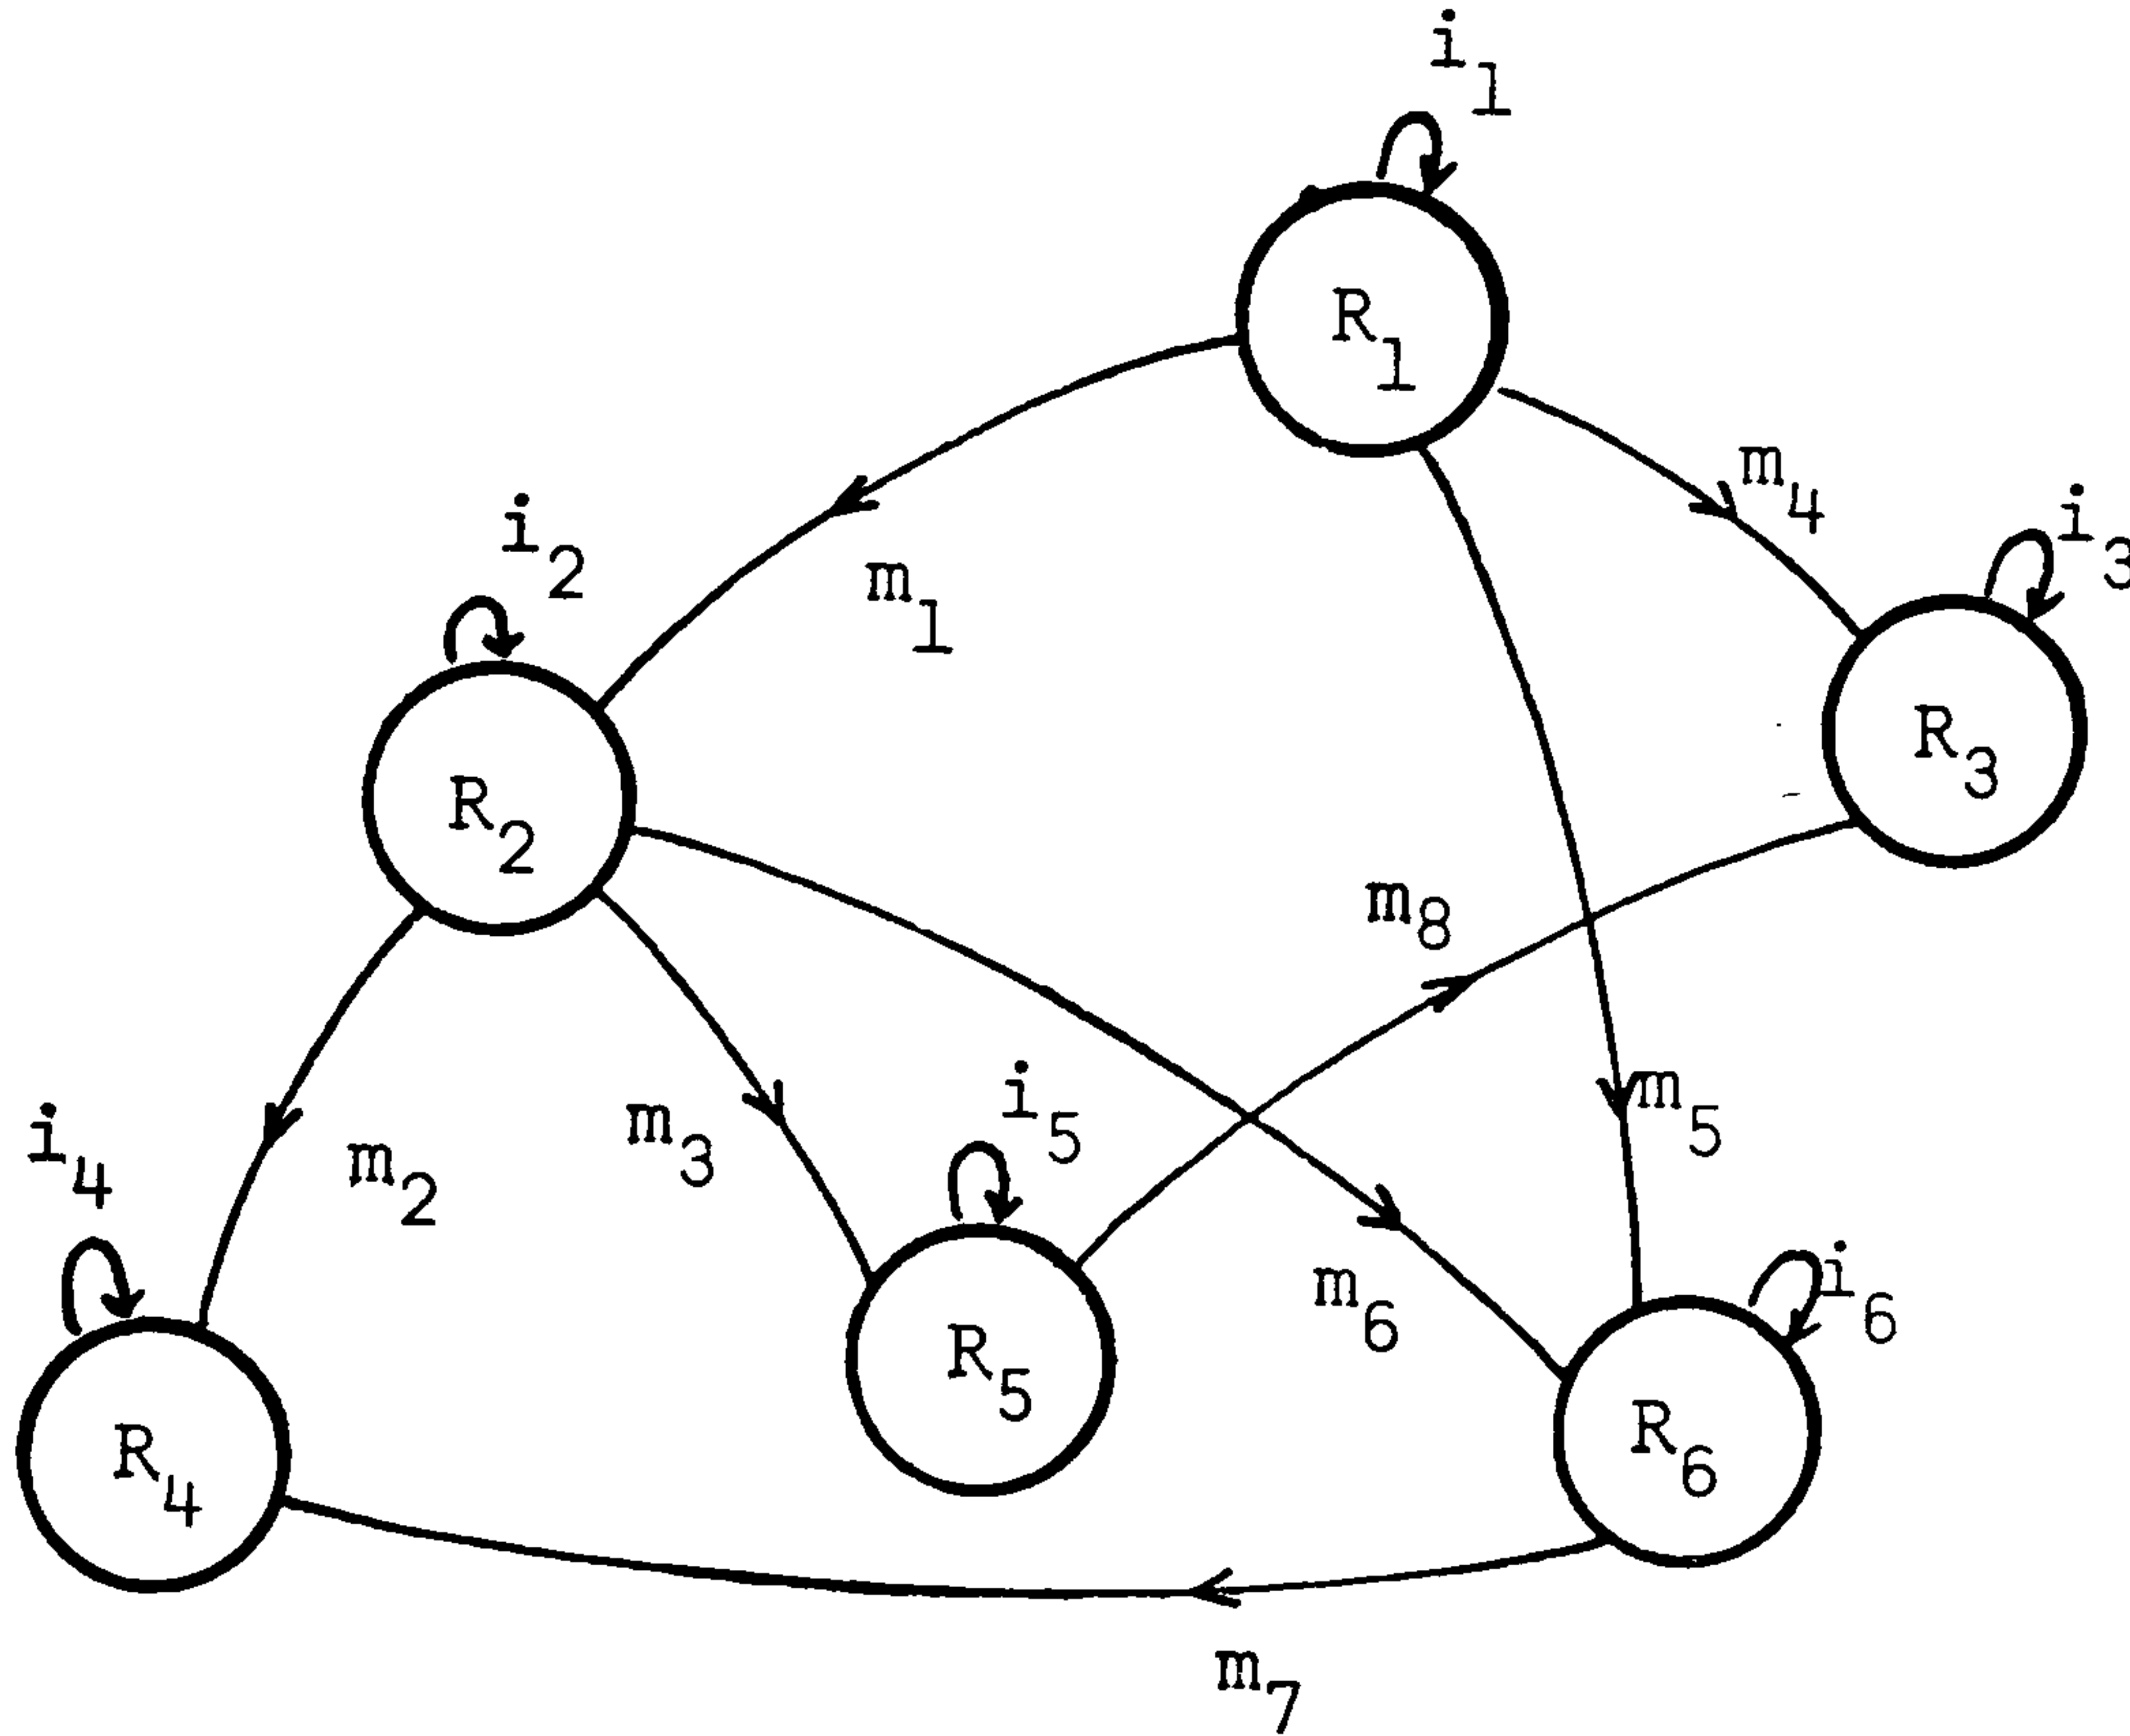 i₁
R₁
m₄
i₃
i₂
m₁
R₃
R₂
m₈
i₅
m₅
i₄
m₃
m₂
i₆
m₆
R₅
R₆
R₄
m₇